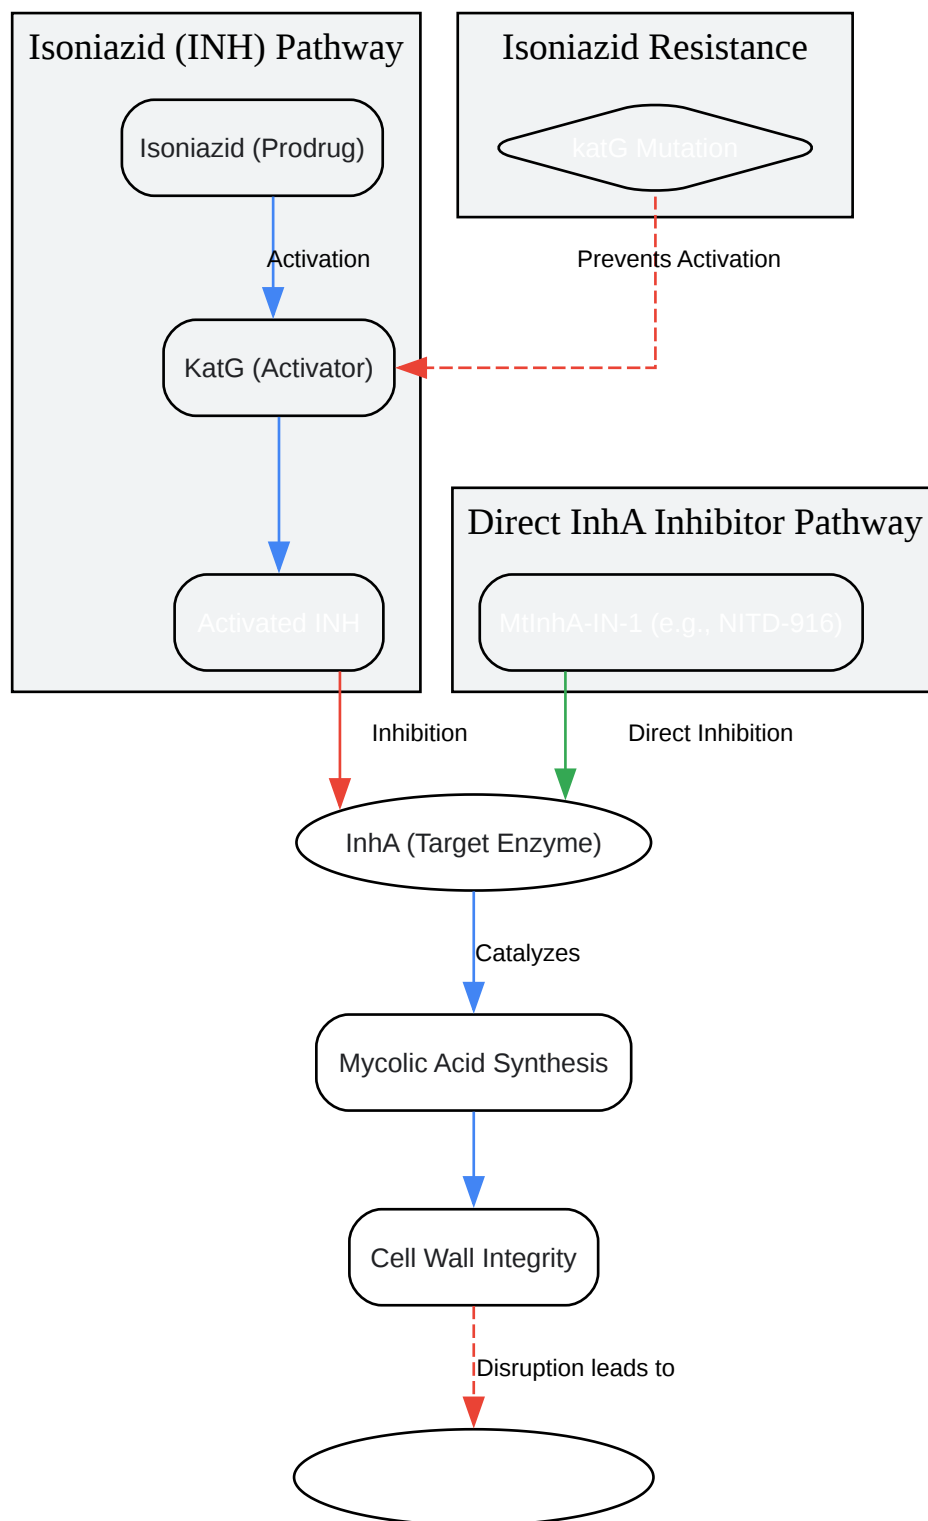 Isoniazid (INH) Pathway
Isoniazid Resistance
Isoniazid (Prodrug)
katG Mutation
Activation
Prevents Activation
KatG (Activator)
Direct InhA Inhibitor Pathway
Activated INH
MtInhA-IN-1 (e.g., NITD-916)
Inhibition
Direct Inhibition
InhA (Target Enzyme)
Catalyzes
Mycolic Acid Synthesis
Cell Wall Integrity
Disruption leads to